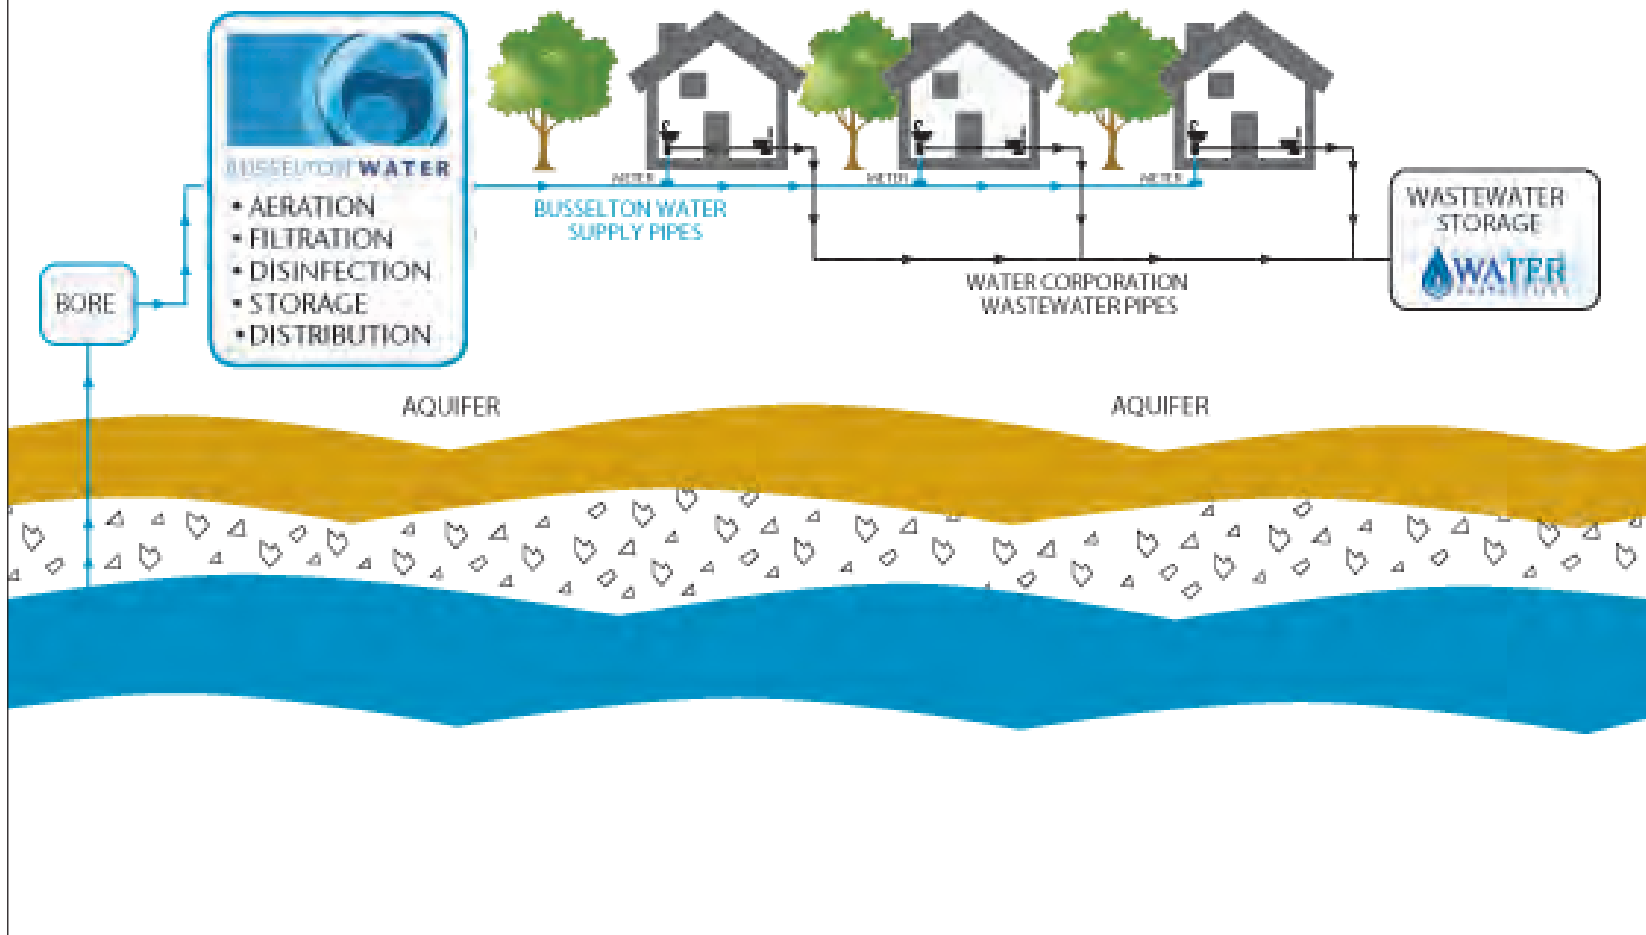 BUSSELTON WATER
• AERATION
• FILTRATION
• DISINFECTION
• STORAGE
• DISTRIBUTION
BORE
METER
METER
METER
BUSSELTON WATER
SUPPLY PIPES
WATER CORPORATION
WASTEWATER PIPES
WASTEWATER
STORAGE
WATER
AQUIFER
AQUIFER